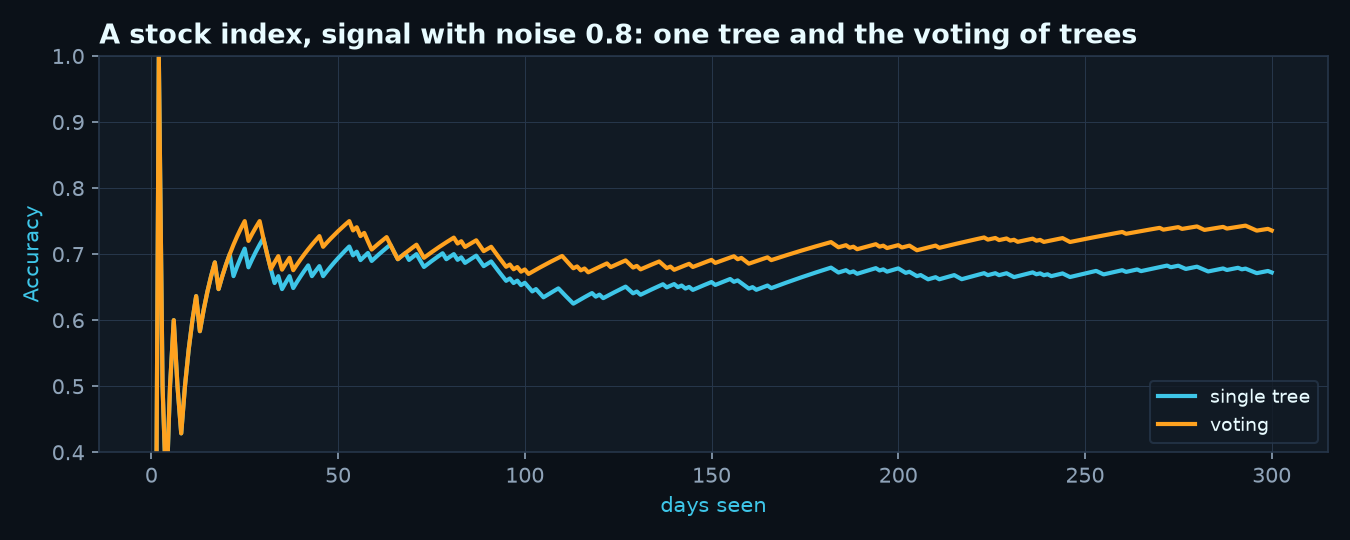 A stock index, signal with noise 0.8: one tree and the voting of trees
1.0
0.9
0.8
0.7
0.6
0.5
0.4
Accuracy
single tree
voting
0 50 100 150 200 250 300
days seen